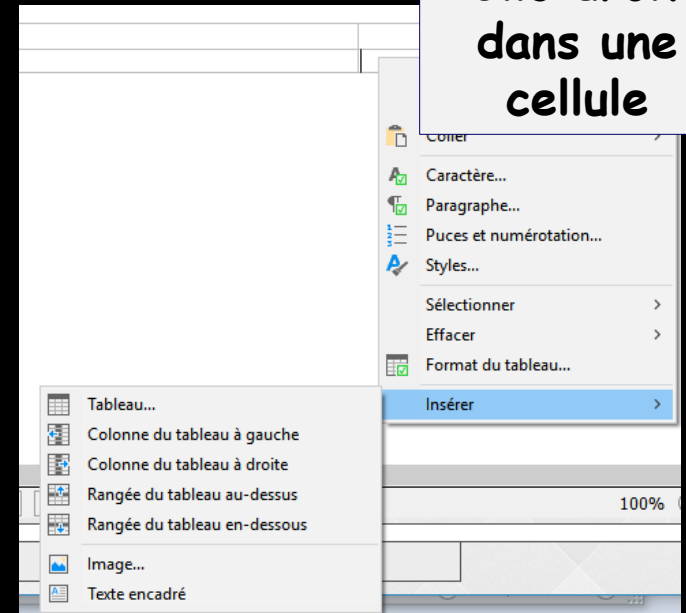 dans une
cellule
Coller
Caractère...
Paragraphe...
Puces et numérotation...
Styles...
Sélectionner
Effacer
Format du tableau...
Insérer
Tableau...
Colonne du tableau à gauche
Colonne du tableau à droite
Rangée du tableau au-dessus
Rangée du tableau en-dessous
Image...
Texte encadré
100%